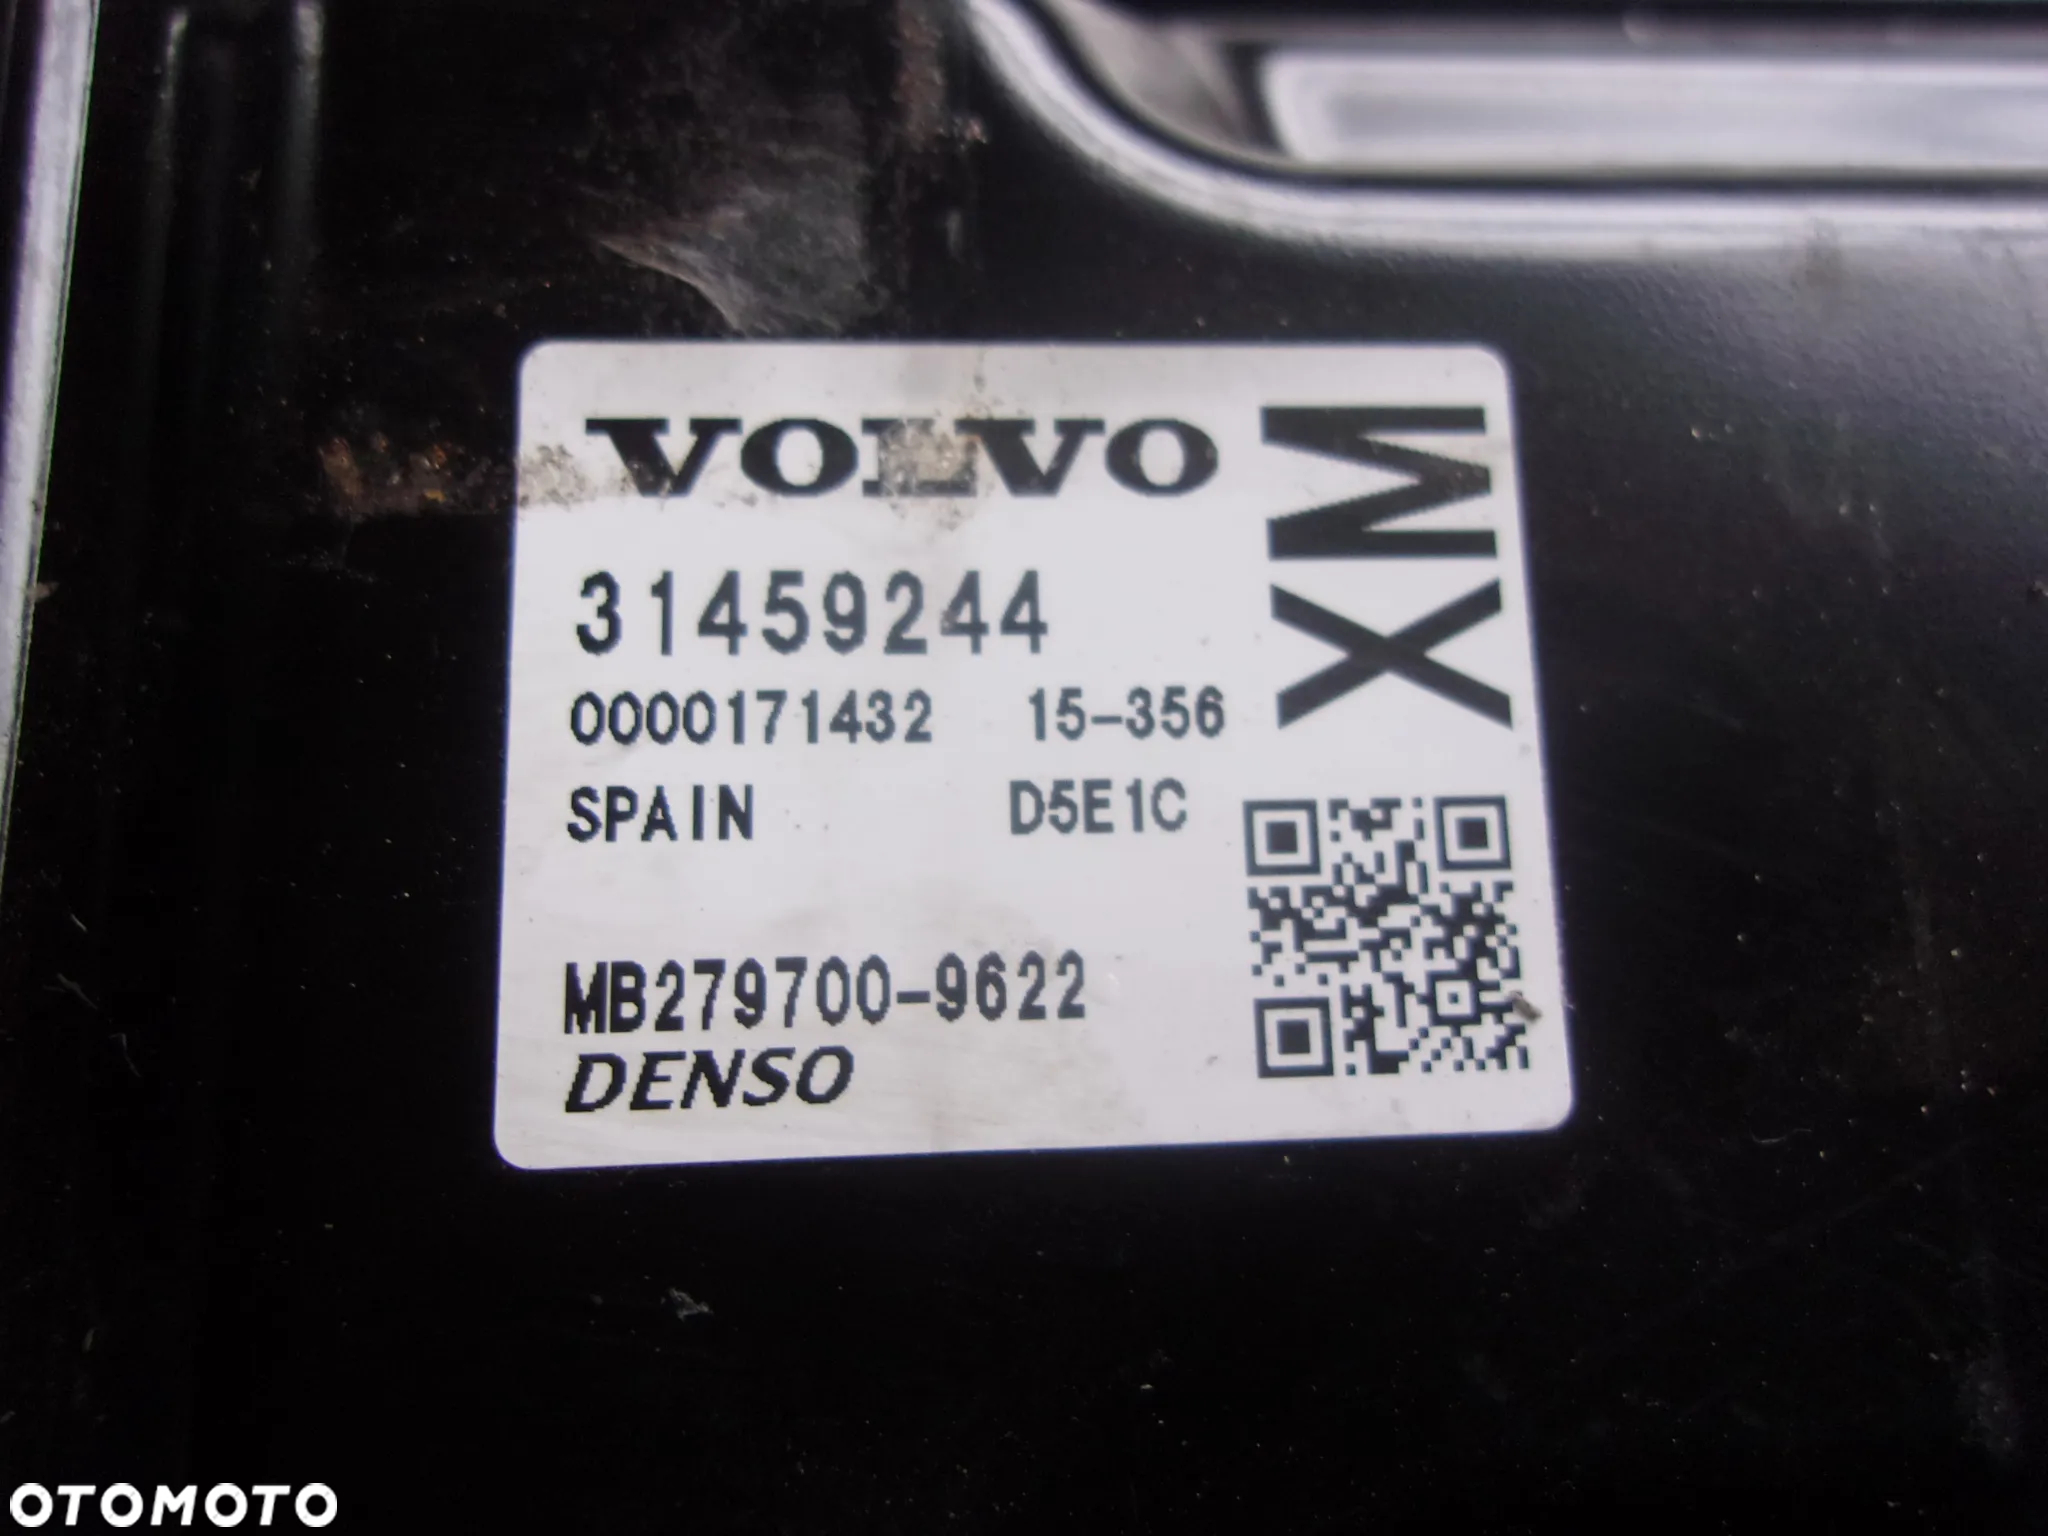 VOLVO
XM
31459244
0000171432 15-356
SPAIN D5E1C
MB279700-9622
DENSO
OTOMOTO